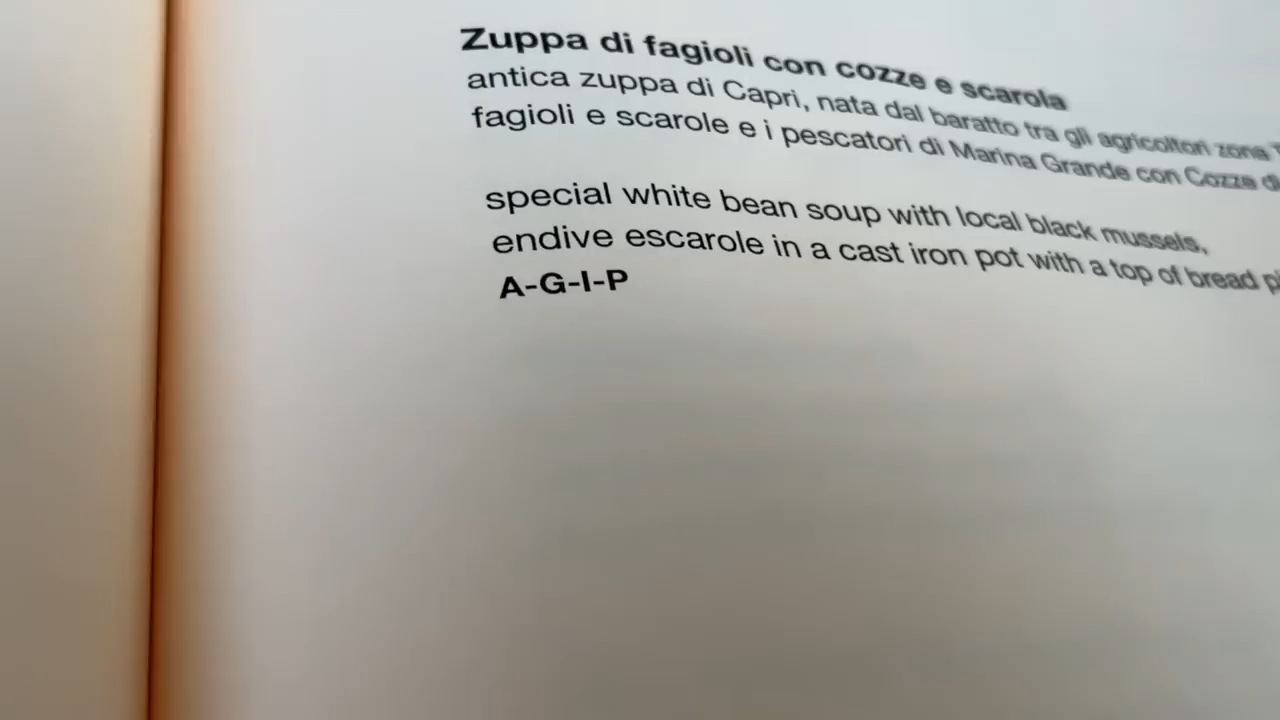 Zuppa di fagioli con cozze e scarola
antica zuppa di Capri, nata dal baratto tra gli agricoltori zona
fagioli e scarole e i pescatori di Marina Grande con Cozze di
special white bean soup with local black mussels,
endive escarole in a cast iron pot with a top of bread
A-G-I-P